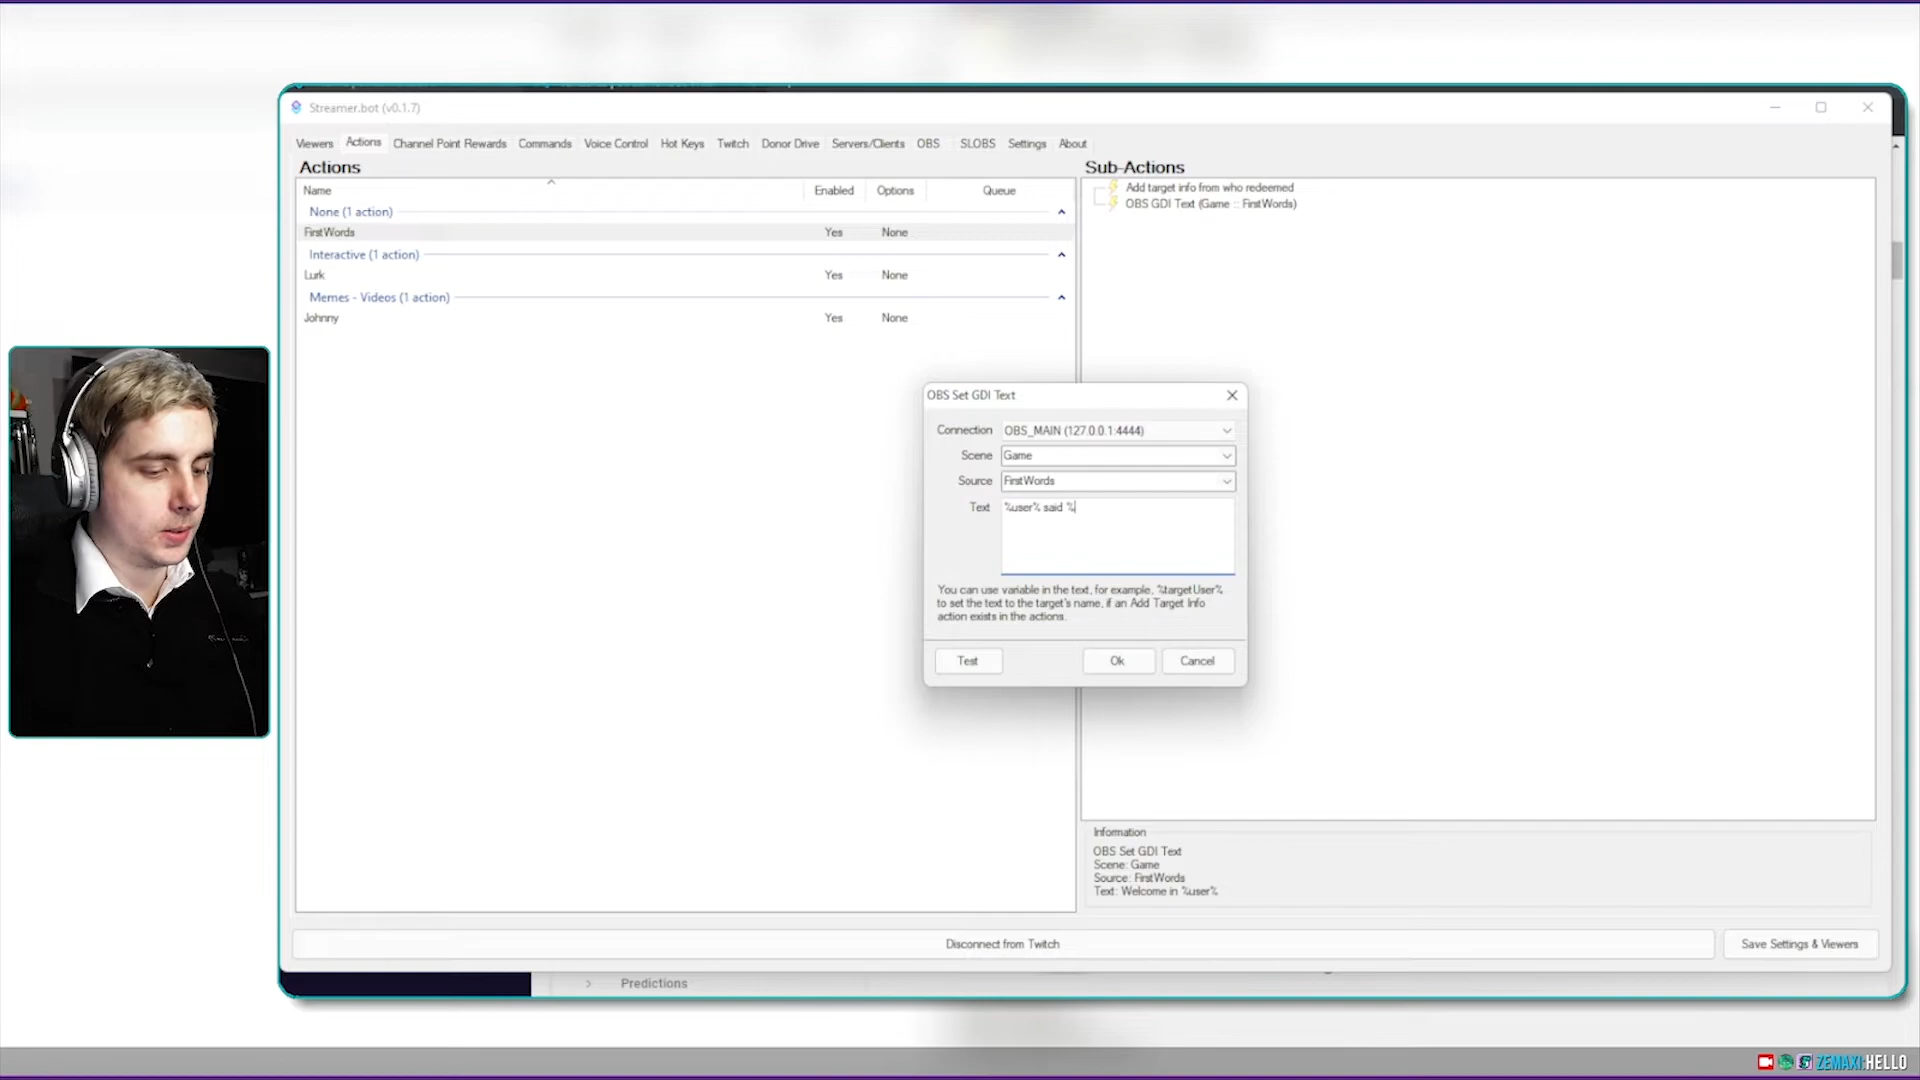 Streamer.bot (v0.1.7)
Viewers Actions Channel Point Rewards Commands Voice Control Hot Keys Twitch Donor Drive Servers/Clients OBS SLOBS Settings About
Actions
Name Enabled Options Queue
None (1 action)
FirstWords Yes None
Interactive (1 action)
Lurk Yes None
Memes - Videos (1 action)
Johnny Yes None
Sub-Actions
Add target info from who redeemed
OBS GDI Text (Game :: FirstWords)
OBS Set GDI Text
Connection OBS_MAIN (127.0.0.1:4444)
Scene Game
Source FirstWords
Text %user% said %
You can use variable in the text, for example, %targetUser%,
to set the text to the target's name, if an Add Target Info
action exists in the actions.
Test Ok Cancel
Information
OBS Set GDI Text
Scene: Game
Source: FirstWords
Text: Welcome in %user%
Disconnect from Twitch Save Settings & Viewers
Predictions
ZEMAXI:HELLO